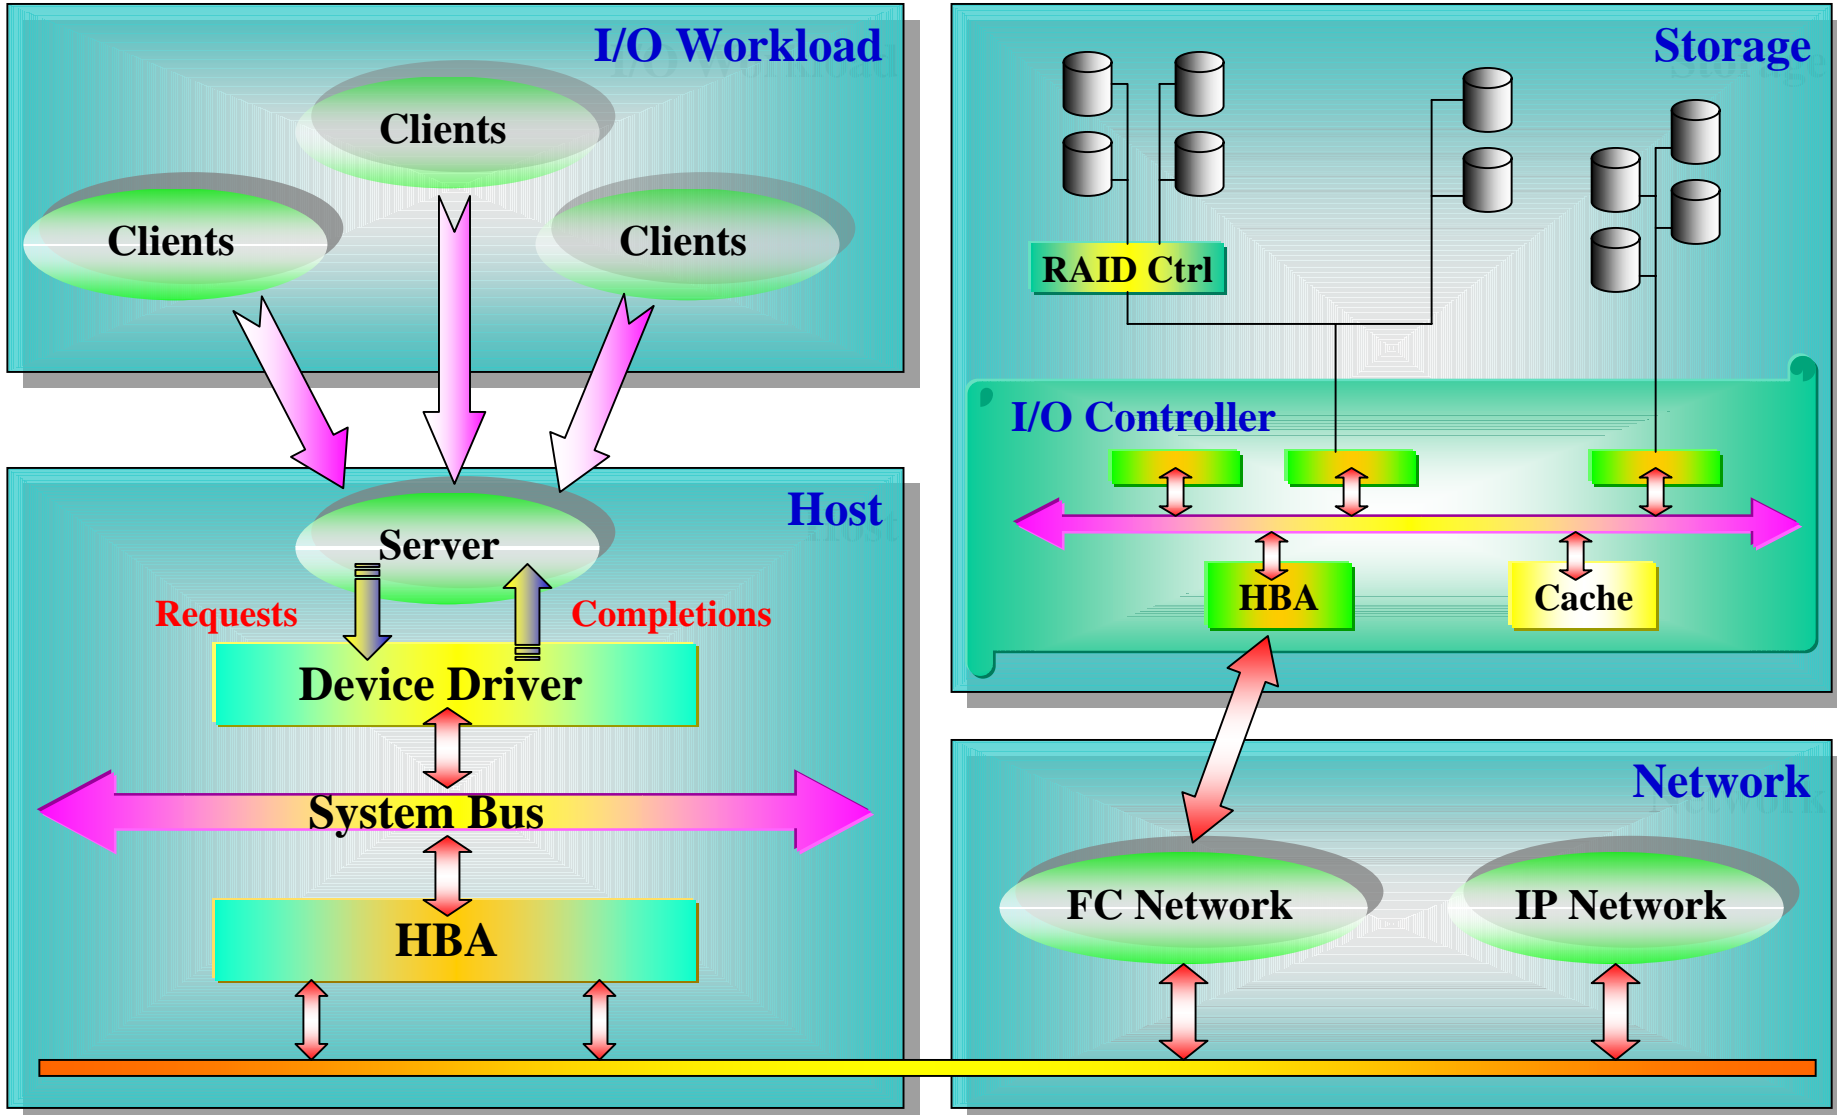 I/O Workload
Clients
Clients
Clients
Host
Server
Requests
Completions
Device Driver
System Bus
HBA
Storage
RAID Ctrl
I/O Controller
HBA
Cache
Network
FC Network
IP Network